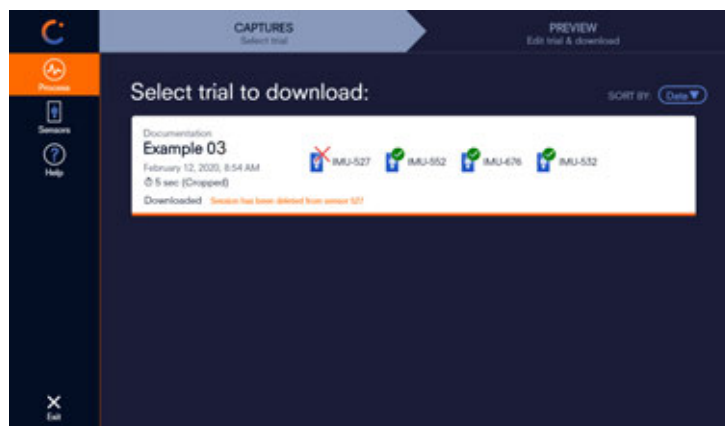 CAPTURES
Select trial
PREVIEW
Edit trial & download
Process
Sensors
Help
Exit
Select trial to download:
SORT BY: Date ▼
Documentation
Example 03
February 12, 2020, 8:54 AM
5 sec (Cropped)
Downloaded Session has been deleted from sensor 527
IMU-527
IMU-552
IMU-676
IMU-532